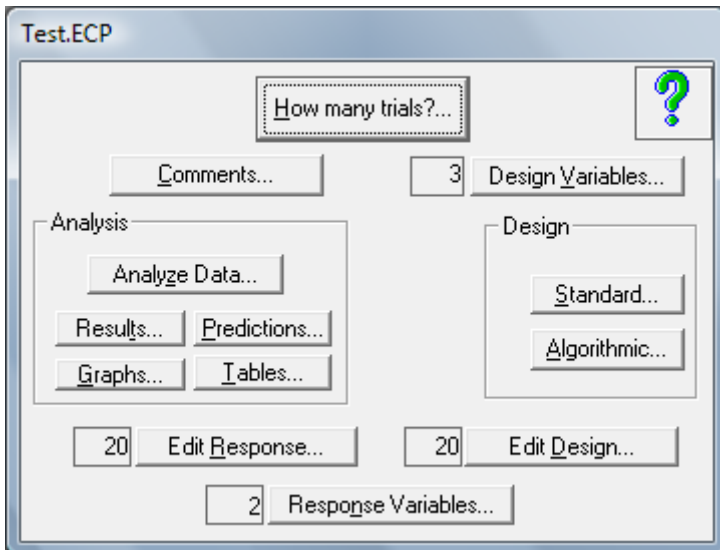 Test.ECP
How many trials?...
Comments...
3 Design Variables...
Analysis
Analyze Data...
Results... Predictions...
Graphs... Tables...
Design
Standard...
Algorithmic...
20 Edit Response... 20 Edit Design...
2 Response Variables...